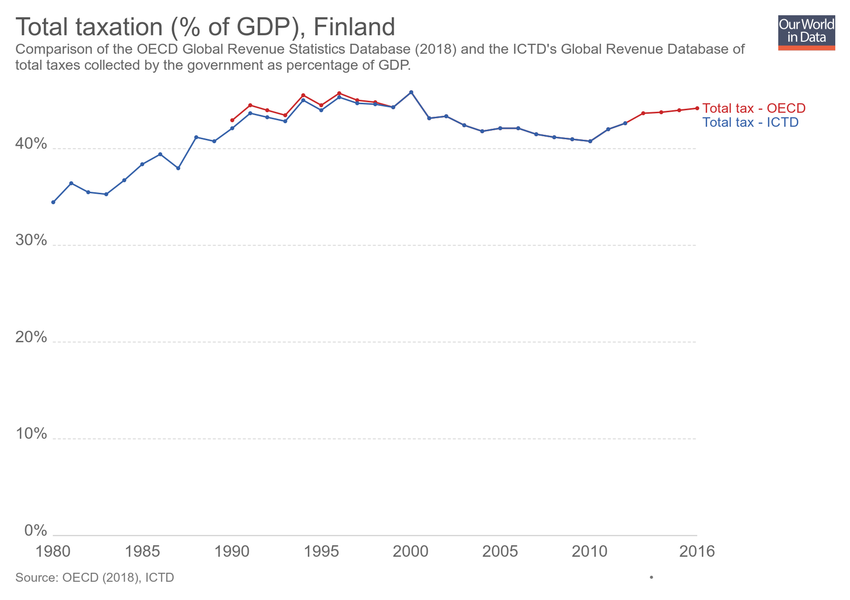 Total taxation (% of GDP), Finland
Our World
in Data
Comparison of the OECD Global Revenue Statistics Database (2018) and the ICTD's Global Revenue Database of
total taxes collected by the government as percentage of GDP.
Total tax - OECD
Total tax - ICTD
40%
30%
20%
10%
0%
1980 1985 1990 1995 2000 2005 2010 2016
Source: OECD (2018), ICTD